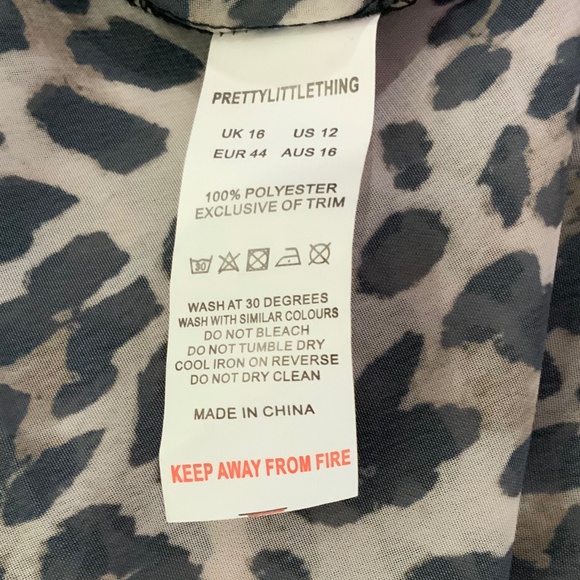 PRETTYLITTLETHING
UK 16 US 12
EUR 44 AUS 16
100% POLYESTER
EXCLUSIVE OF TRIM
30
WASH AT 30 DEGREES
WASH WITH SIMILAR COLOURS
DO NOT BLEACH
DO NOT TUMBLE DRY
COOL IRON ON REVERSE
DO NOT DRY CLEAN
MADE IN CHINA
KEEP AWAY FROM FIRE